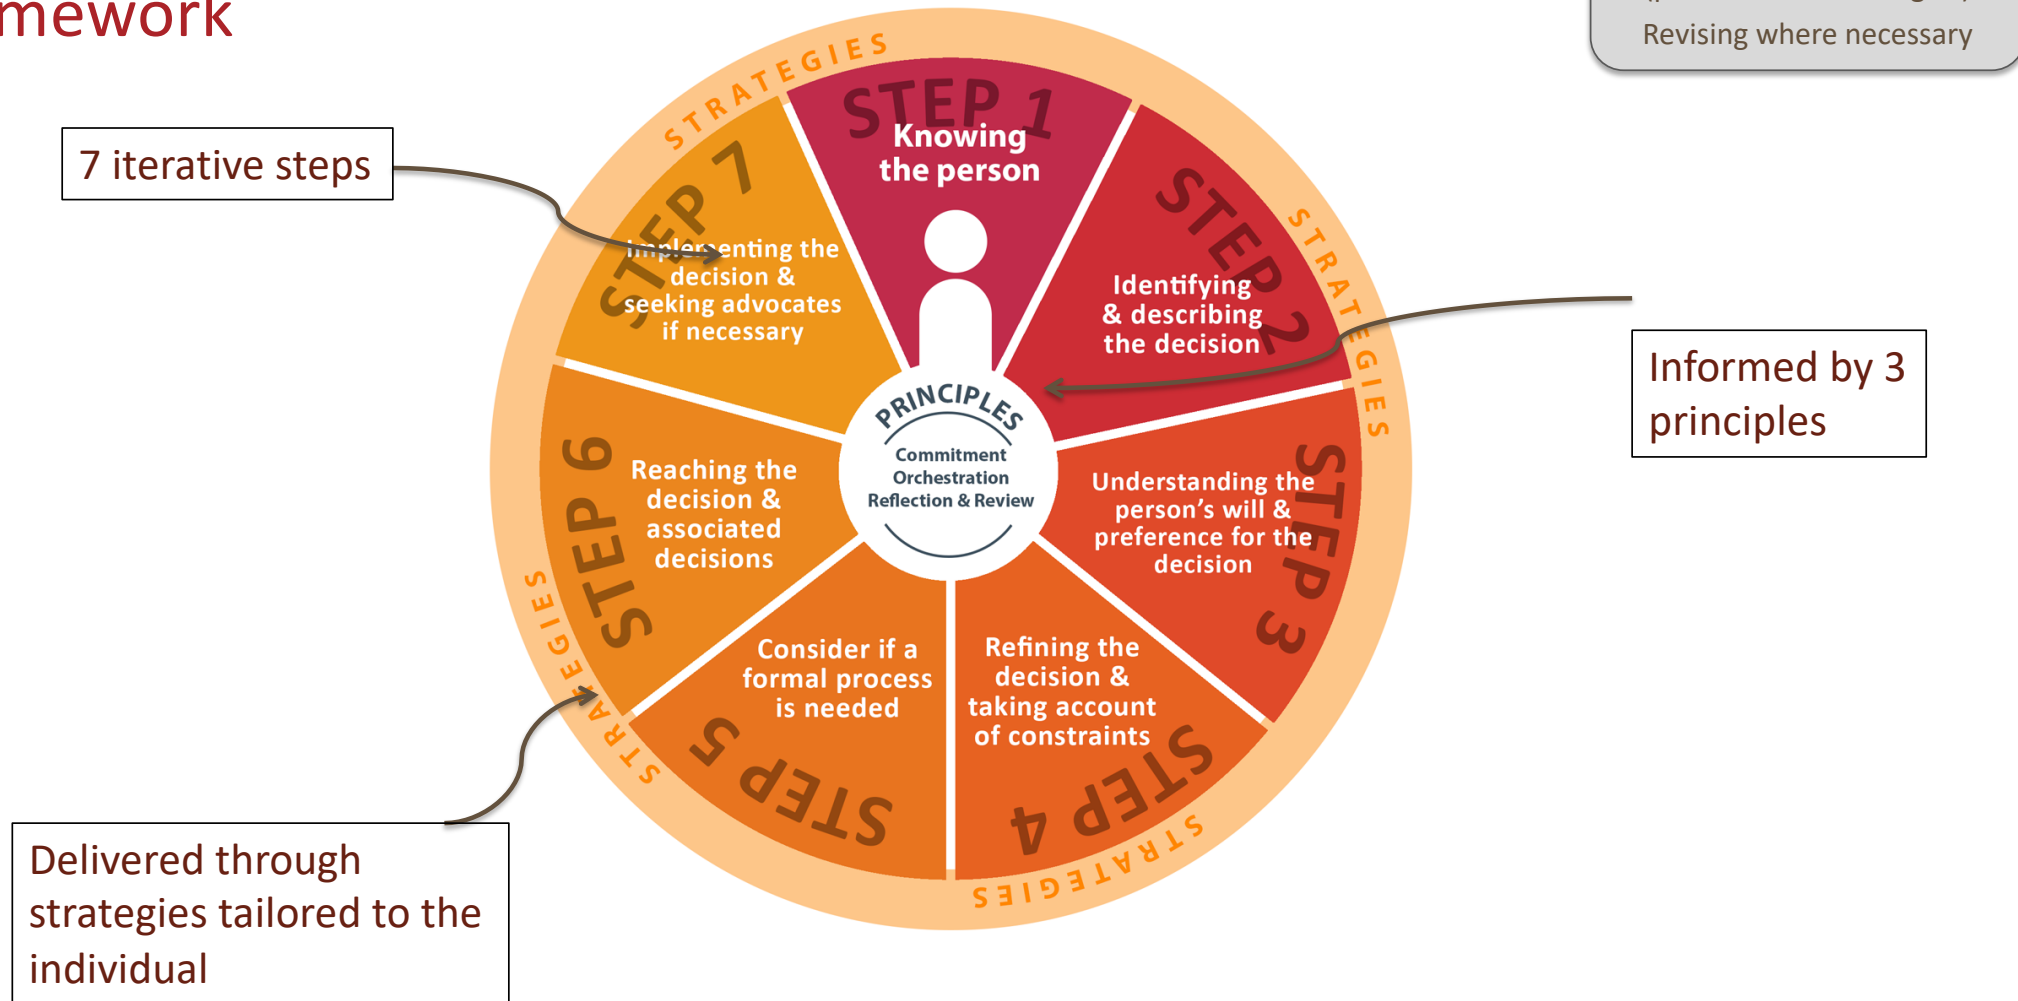 mework
Revising where necessary
7 iterative steps
Informed by 3
principles
Delivered through
strategies tailored to the
individual
STRATEGIES
STRATEGIES
STRATEGIES
STRATEGIES
STEP 1
Knowing
the person
STEP 2
Identifying
& describing
the decision
STEP 3
Understanding the
person's will &
preference for the
decision
STEP 4
Refining the
decision &
taking account
of constraints
STEP 5
Consider if a
formal process
is needed
STEP 6
Reaching the
decision &
associated
decisions
STEP 7
Implementing the
decision &
seeking advocates
if necessary
PRINCIPLES
Commitment
Orchestration
Reflection & Review